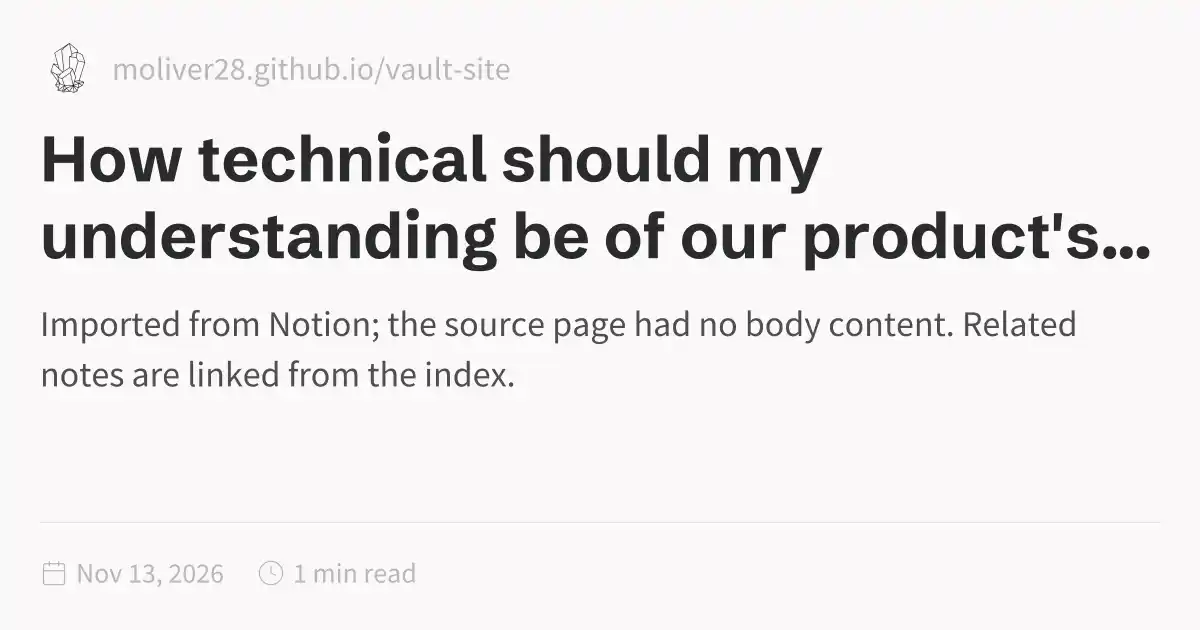 moliver28.github.io/vault-site
How technical should my
understanding be of our product's...
Imported from Notion; the source page had no body content. Related
notes are linked from the index.
Nov 13, 2026 1 min read